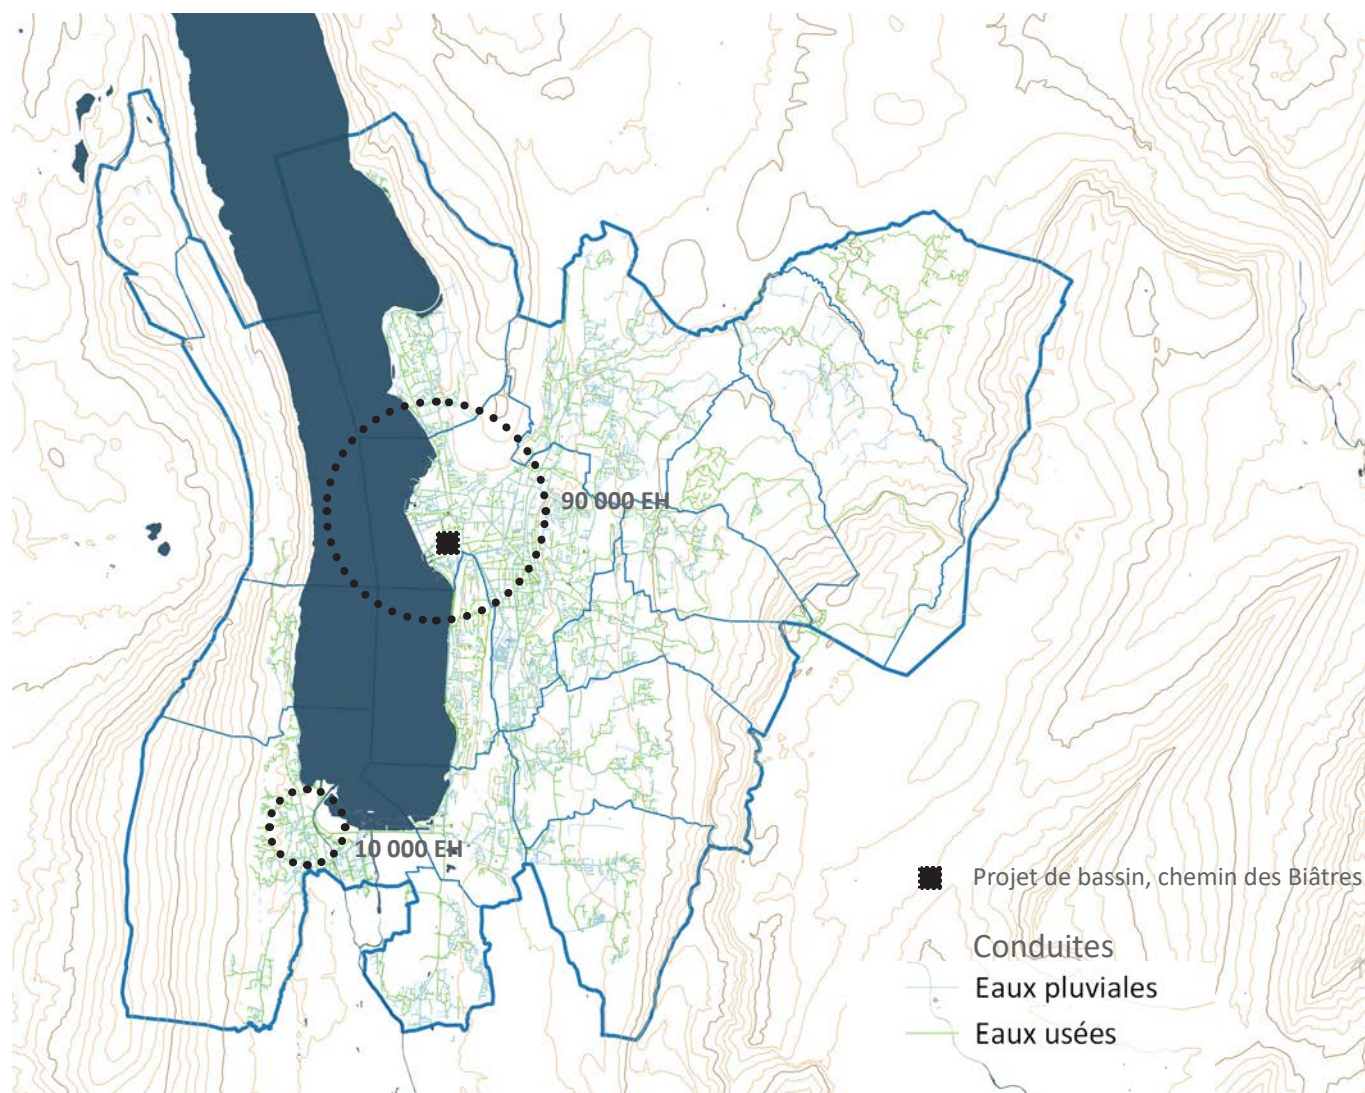 90 000 EH
10 000 EH
Projet de bassin, chemin des Biâtres
Conduites
Eaux pluviales
Eaux usées